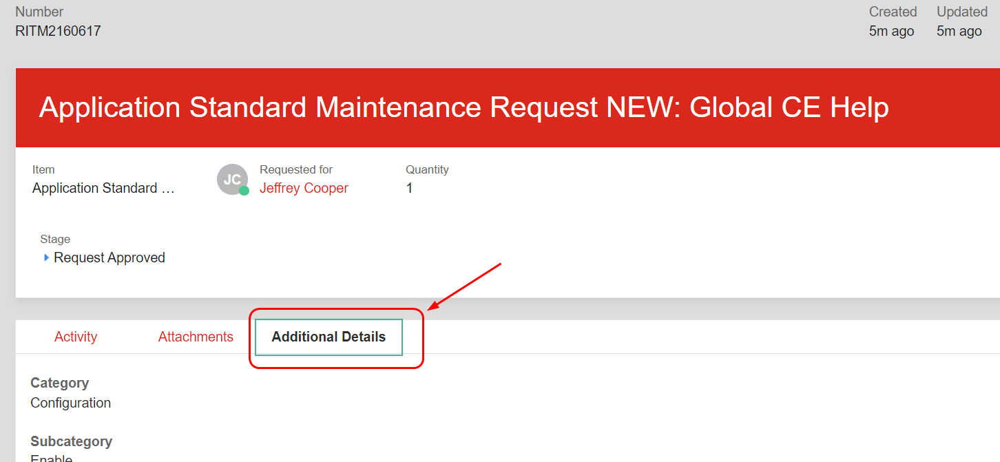 Number
Created
Updated
RITM2160617
5m ago
5m ago
Application Standard Maintenance Request NEW: Global CE Help
Item
JC
Requested for
Quantity
Application Standard …
Jeffrey Cooper
1
Stage
Request Approved
Activity
Attachments
Additional Details
Category
Configuration
Subcategory
Enable